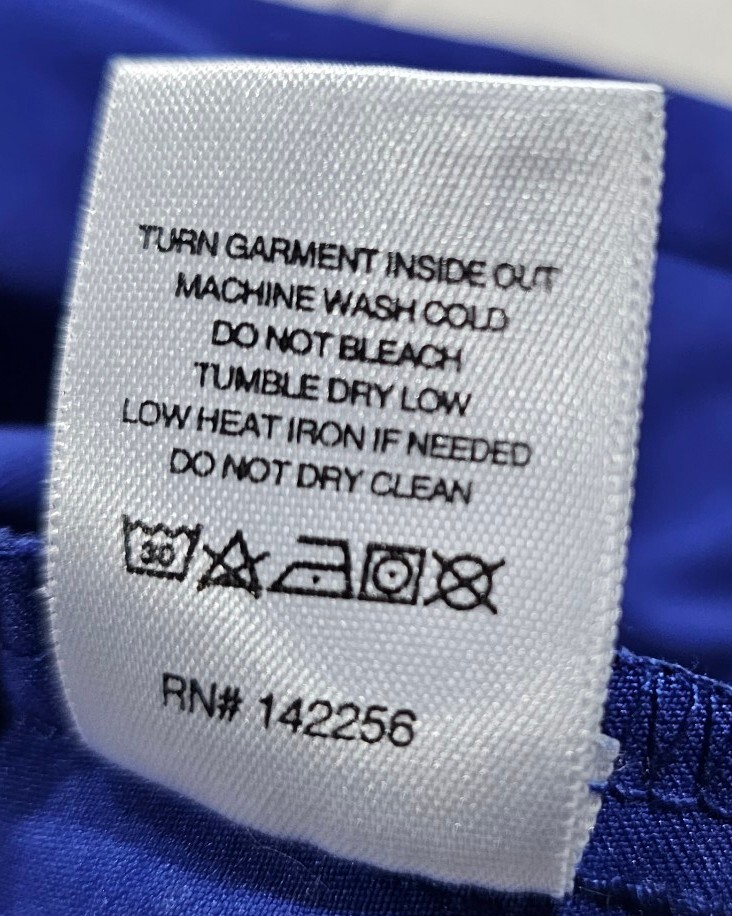 TURN GARMENT INSIDE OUT
MACHINE WASH COLD
DO NOT BLEACH
TUMBLE DRY LOW
LOW HEAT IRON IF NEEDED
DO NOT DRY CLEAN
30
RN# 142256